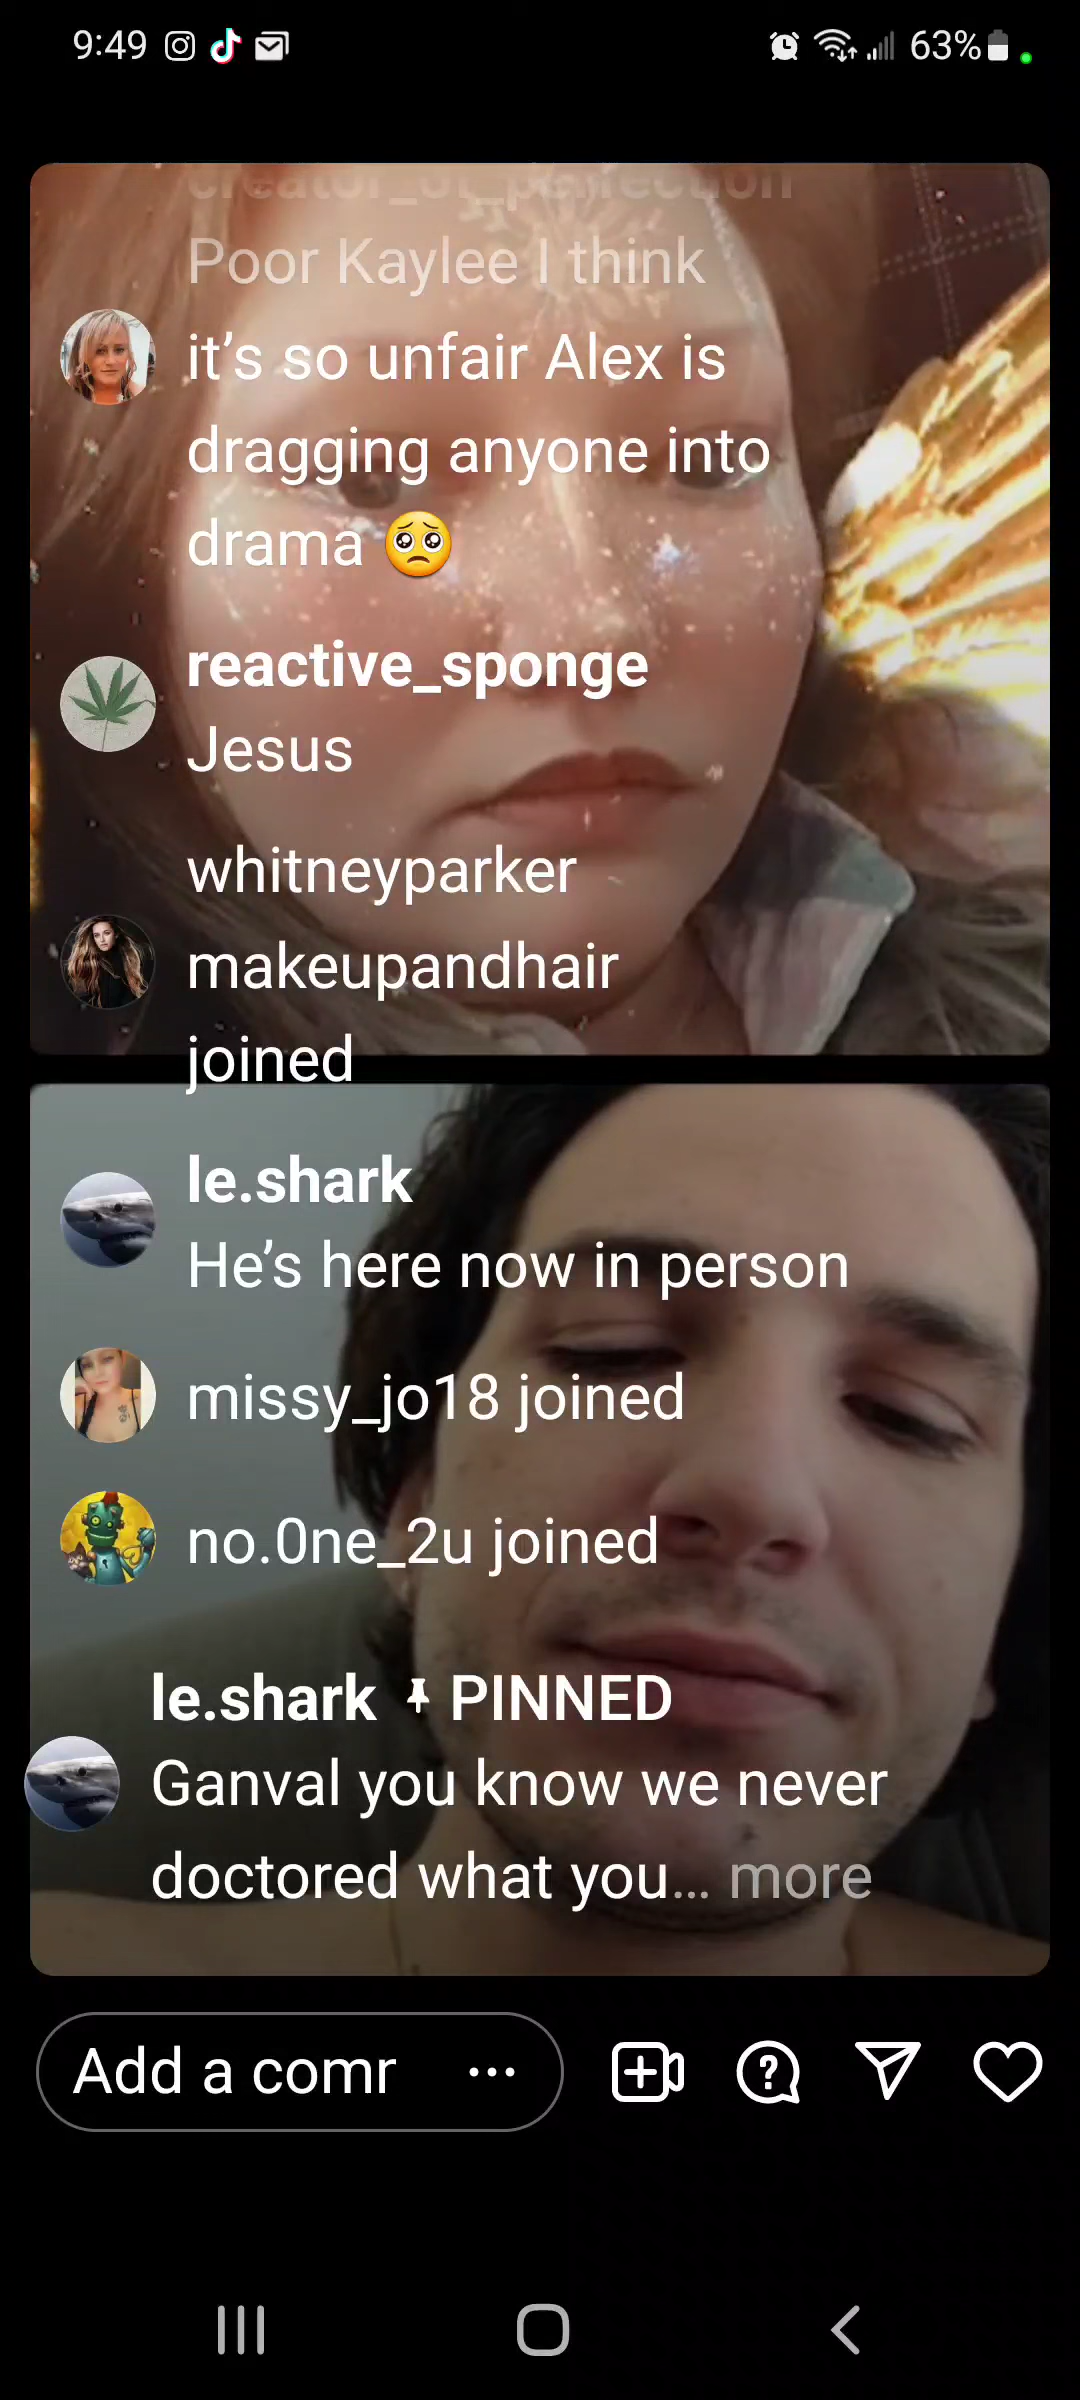 9:49
63%
creator_of_perfection
Poor Kaylee I think
it’s so unfair Alex is
dragging anyone into
drama 🥺
reactive_sponge
Jesus
whitneyparker
makeupandhair
joined
le.shark
He’s here now in person
missy_jo18 joined
no.0ne_2u joined
le.shark PINNED
Ganval you know we never
doctored what you... more
Add a comr ...